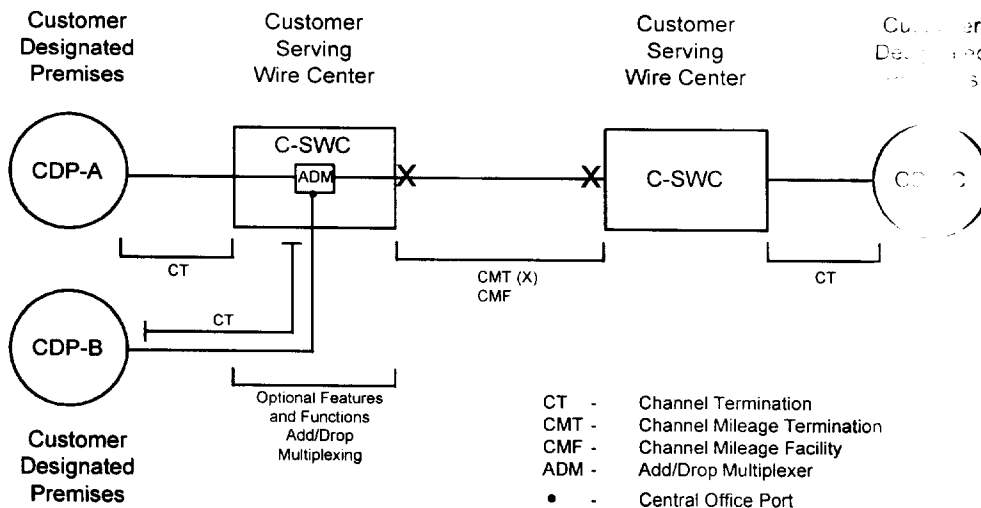 Customer
Designated
Premises
Customer
Serving
Wire Center
Customer
Serving
Wire Center
CDP-A
C-SWC
ADM
X
X
C-SWC
CT
CT
CMT (X)
CMF
CT
CDP-B
Optional Features
and Functions
Add/Drop
Multiplexing
Customer
Designated
Premises
CT - Channel Termination
CMT - Channel Mileage Termination
CMF - Channel Mileage Facility
ADM - Add/Drop Multiplexer
• - Central Office Port